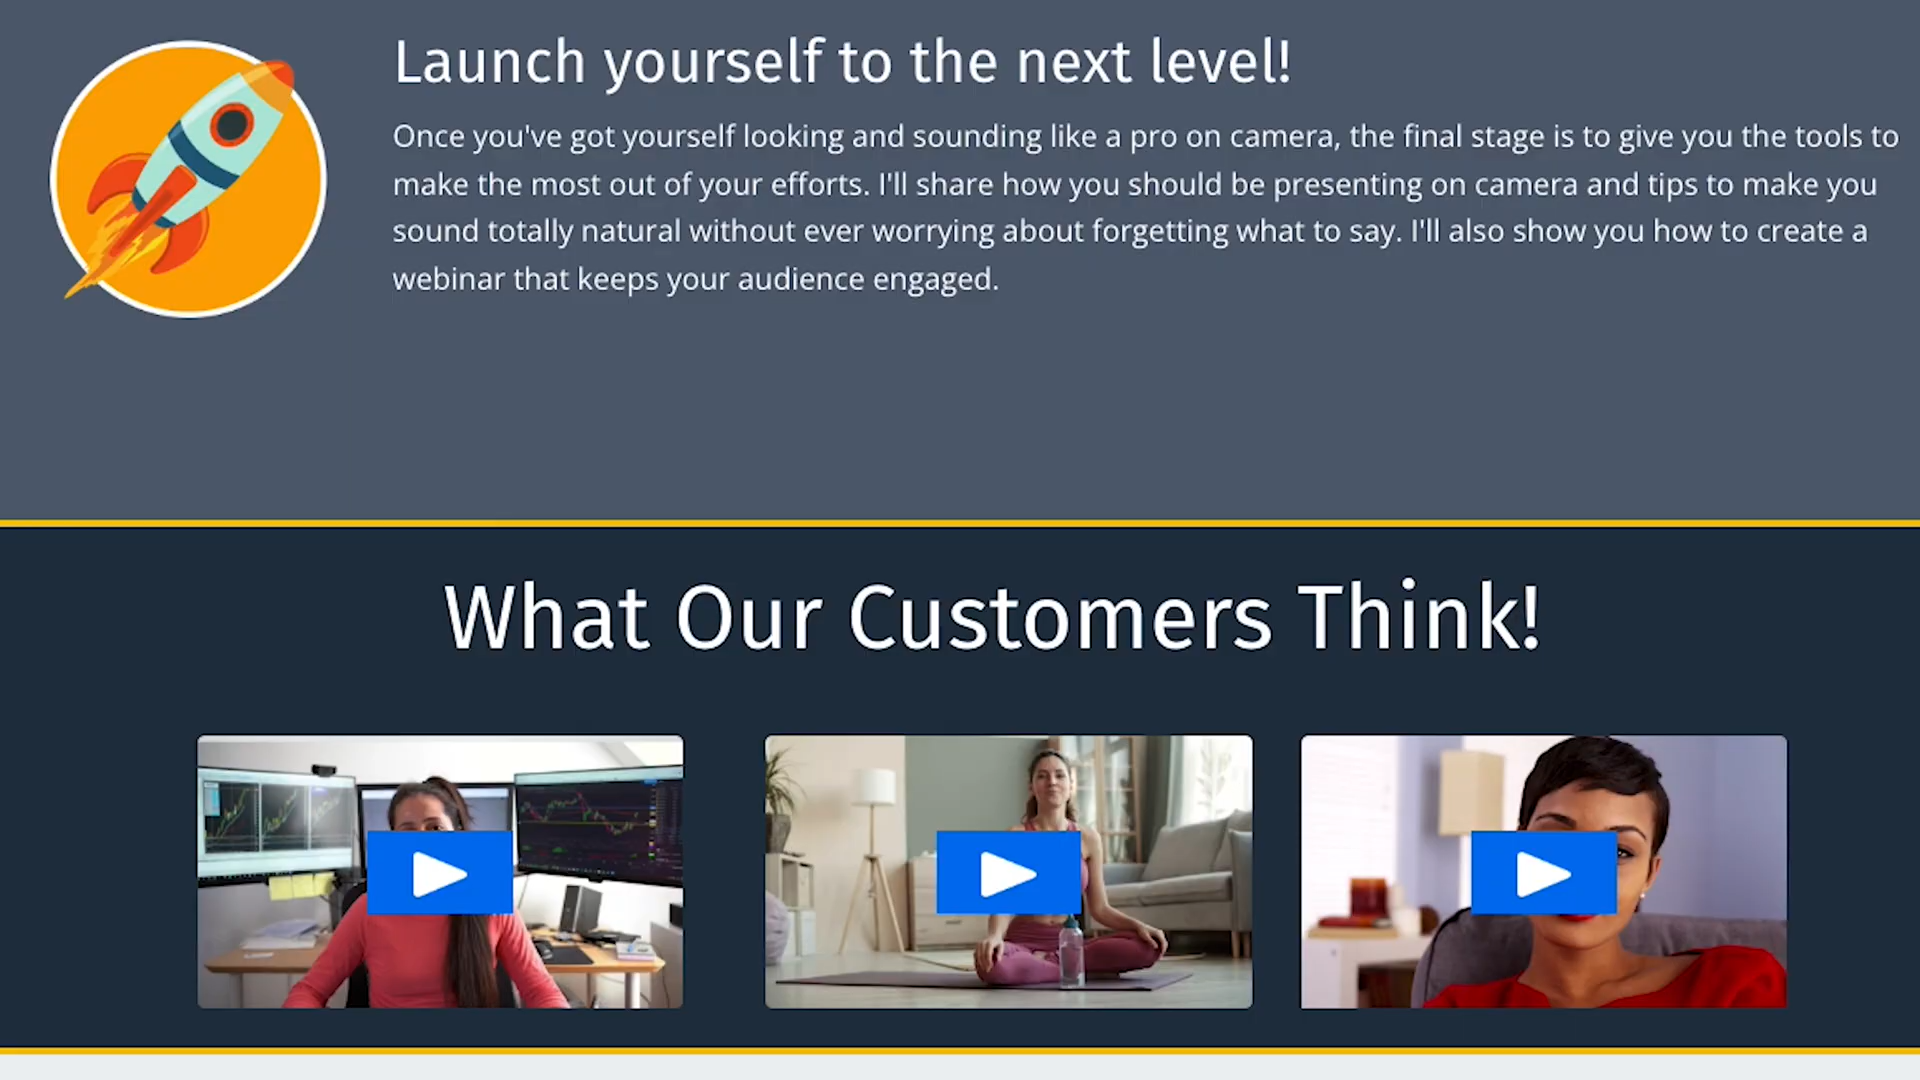 Launch yourself to the next level!
Once you've got yourself looking and sounding like a pro on camera, the final stage is to give you the tools to
make the most out of your efforts. I'll share how you should be presenting on camera and tips to make you
sound totally natural without ever worrying about forgetting what to say. I'll also show you how to create a
webinar that keeps your audience engaged.
What Our Customers Think!